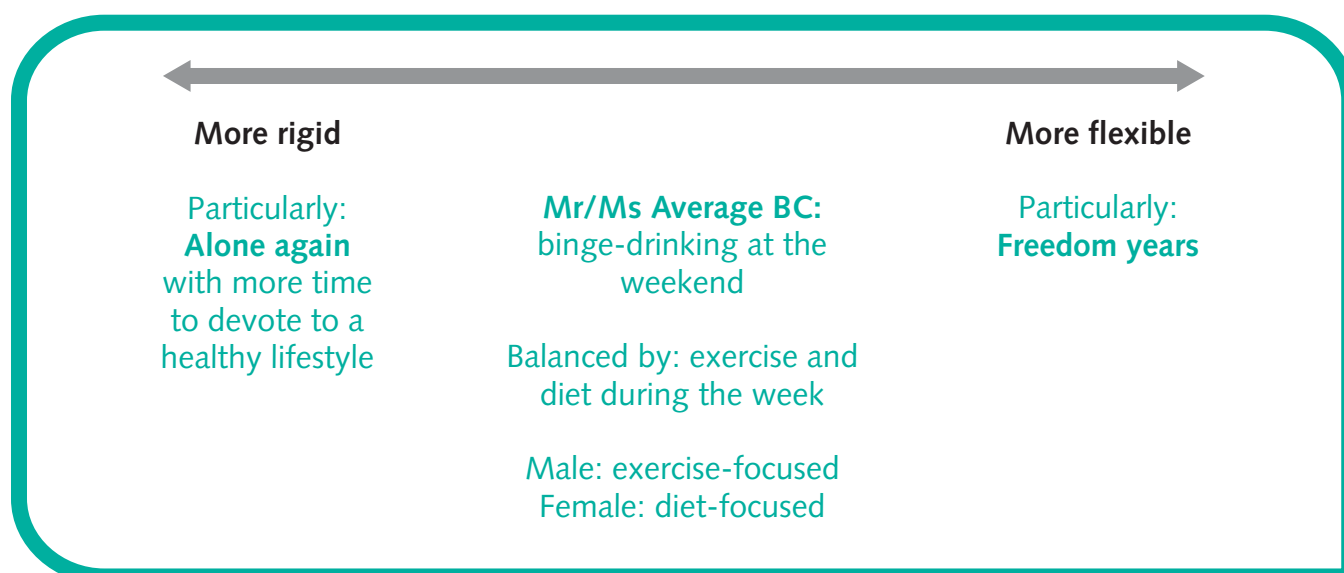 More rigid
Particularly:
Alone again
with more time
to devote to a
healthy lifestyle
Mr/Ms Average BC:
binge-drinking at the
weekend
Balanced by: exercise and
diet during the week
Male: exercise-focused
Female: diet-focused
More flexible
Particularly:
Freedom years